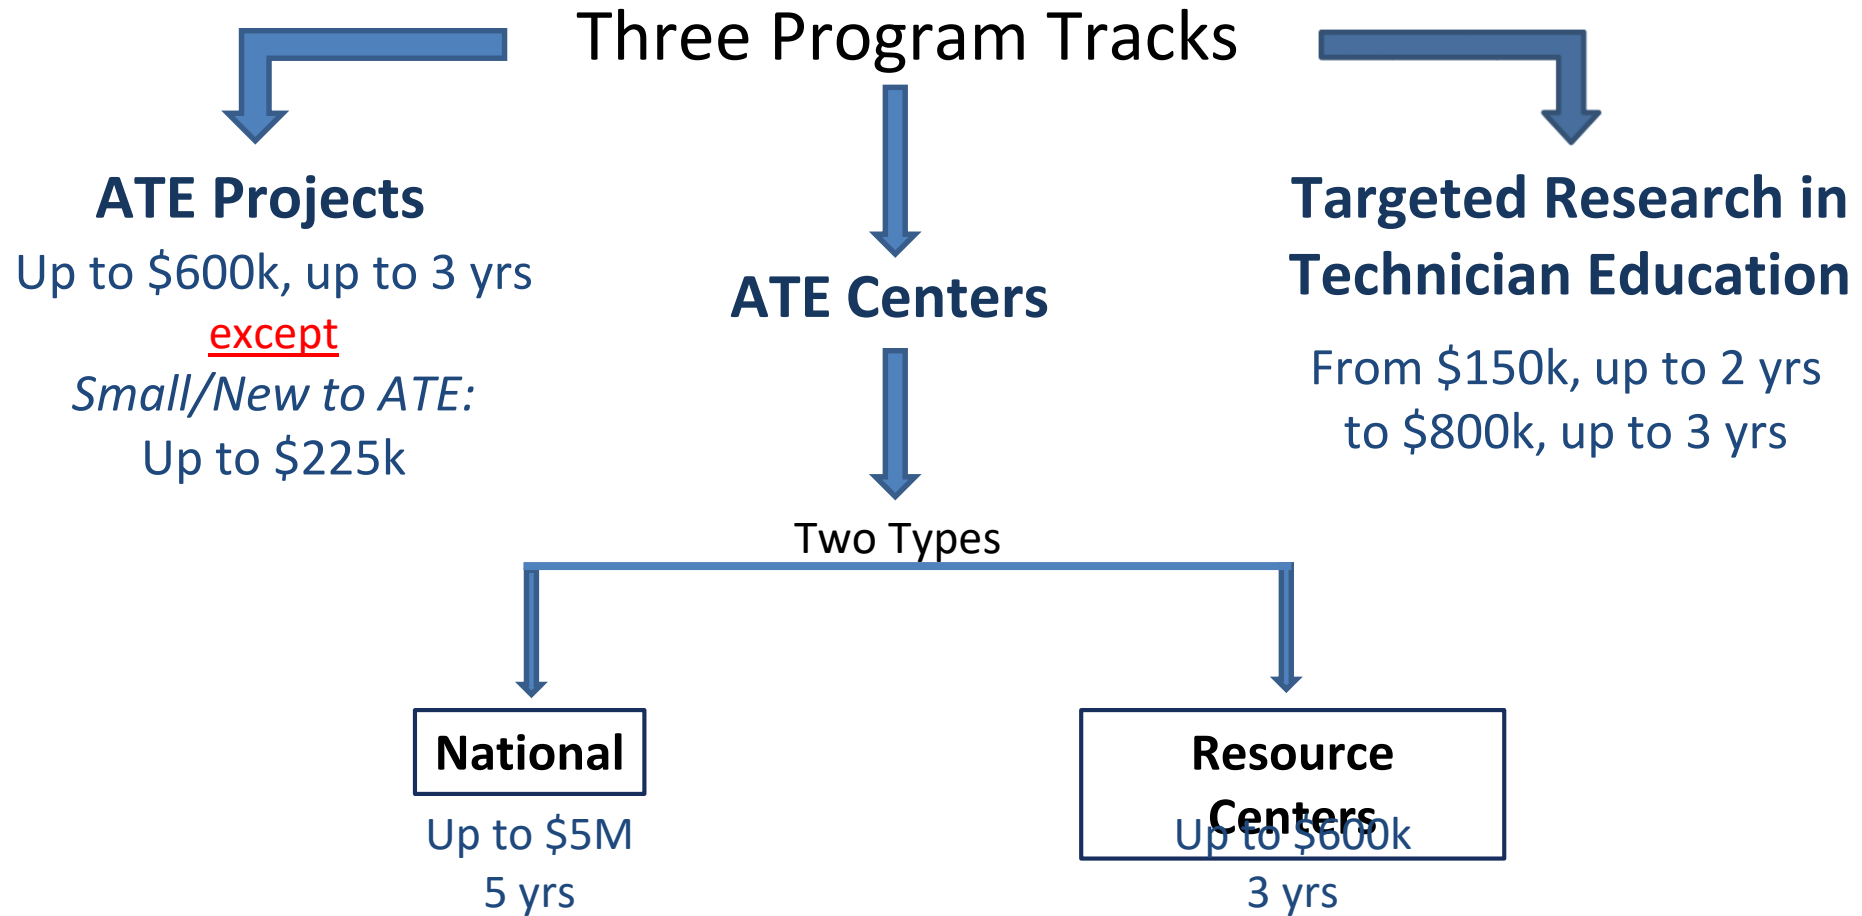 Three Program Tracks
ATE Projects
Up to $600k, up to 3 yrs
except
Small/New to ATE:
Up to $225k
ATE Centers
Targeted Research in
Technician Education
From $150k, up to 2 yrs
to $800k, up to 3 yrs
Two Types
National
Up to $5M
5 yrs
Resource
Centers
Up to $600k
3 yrs